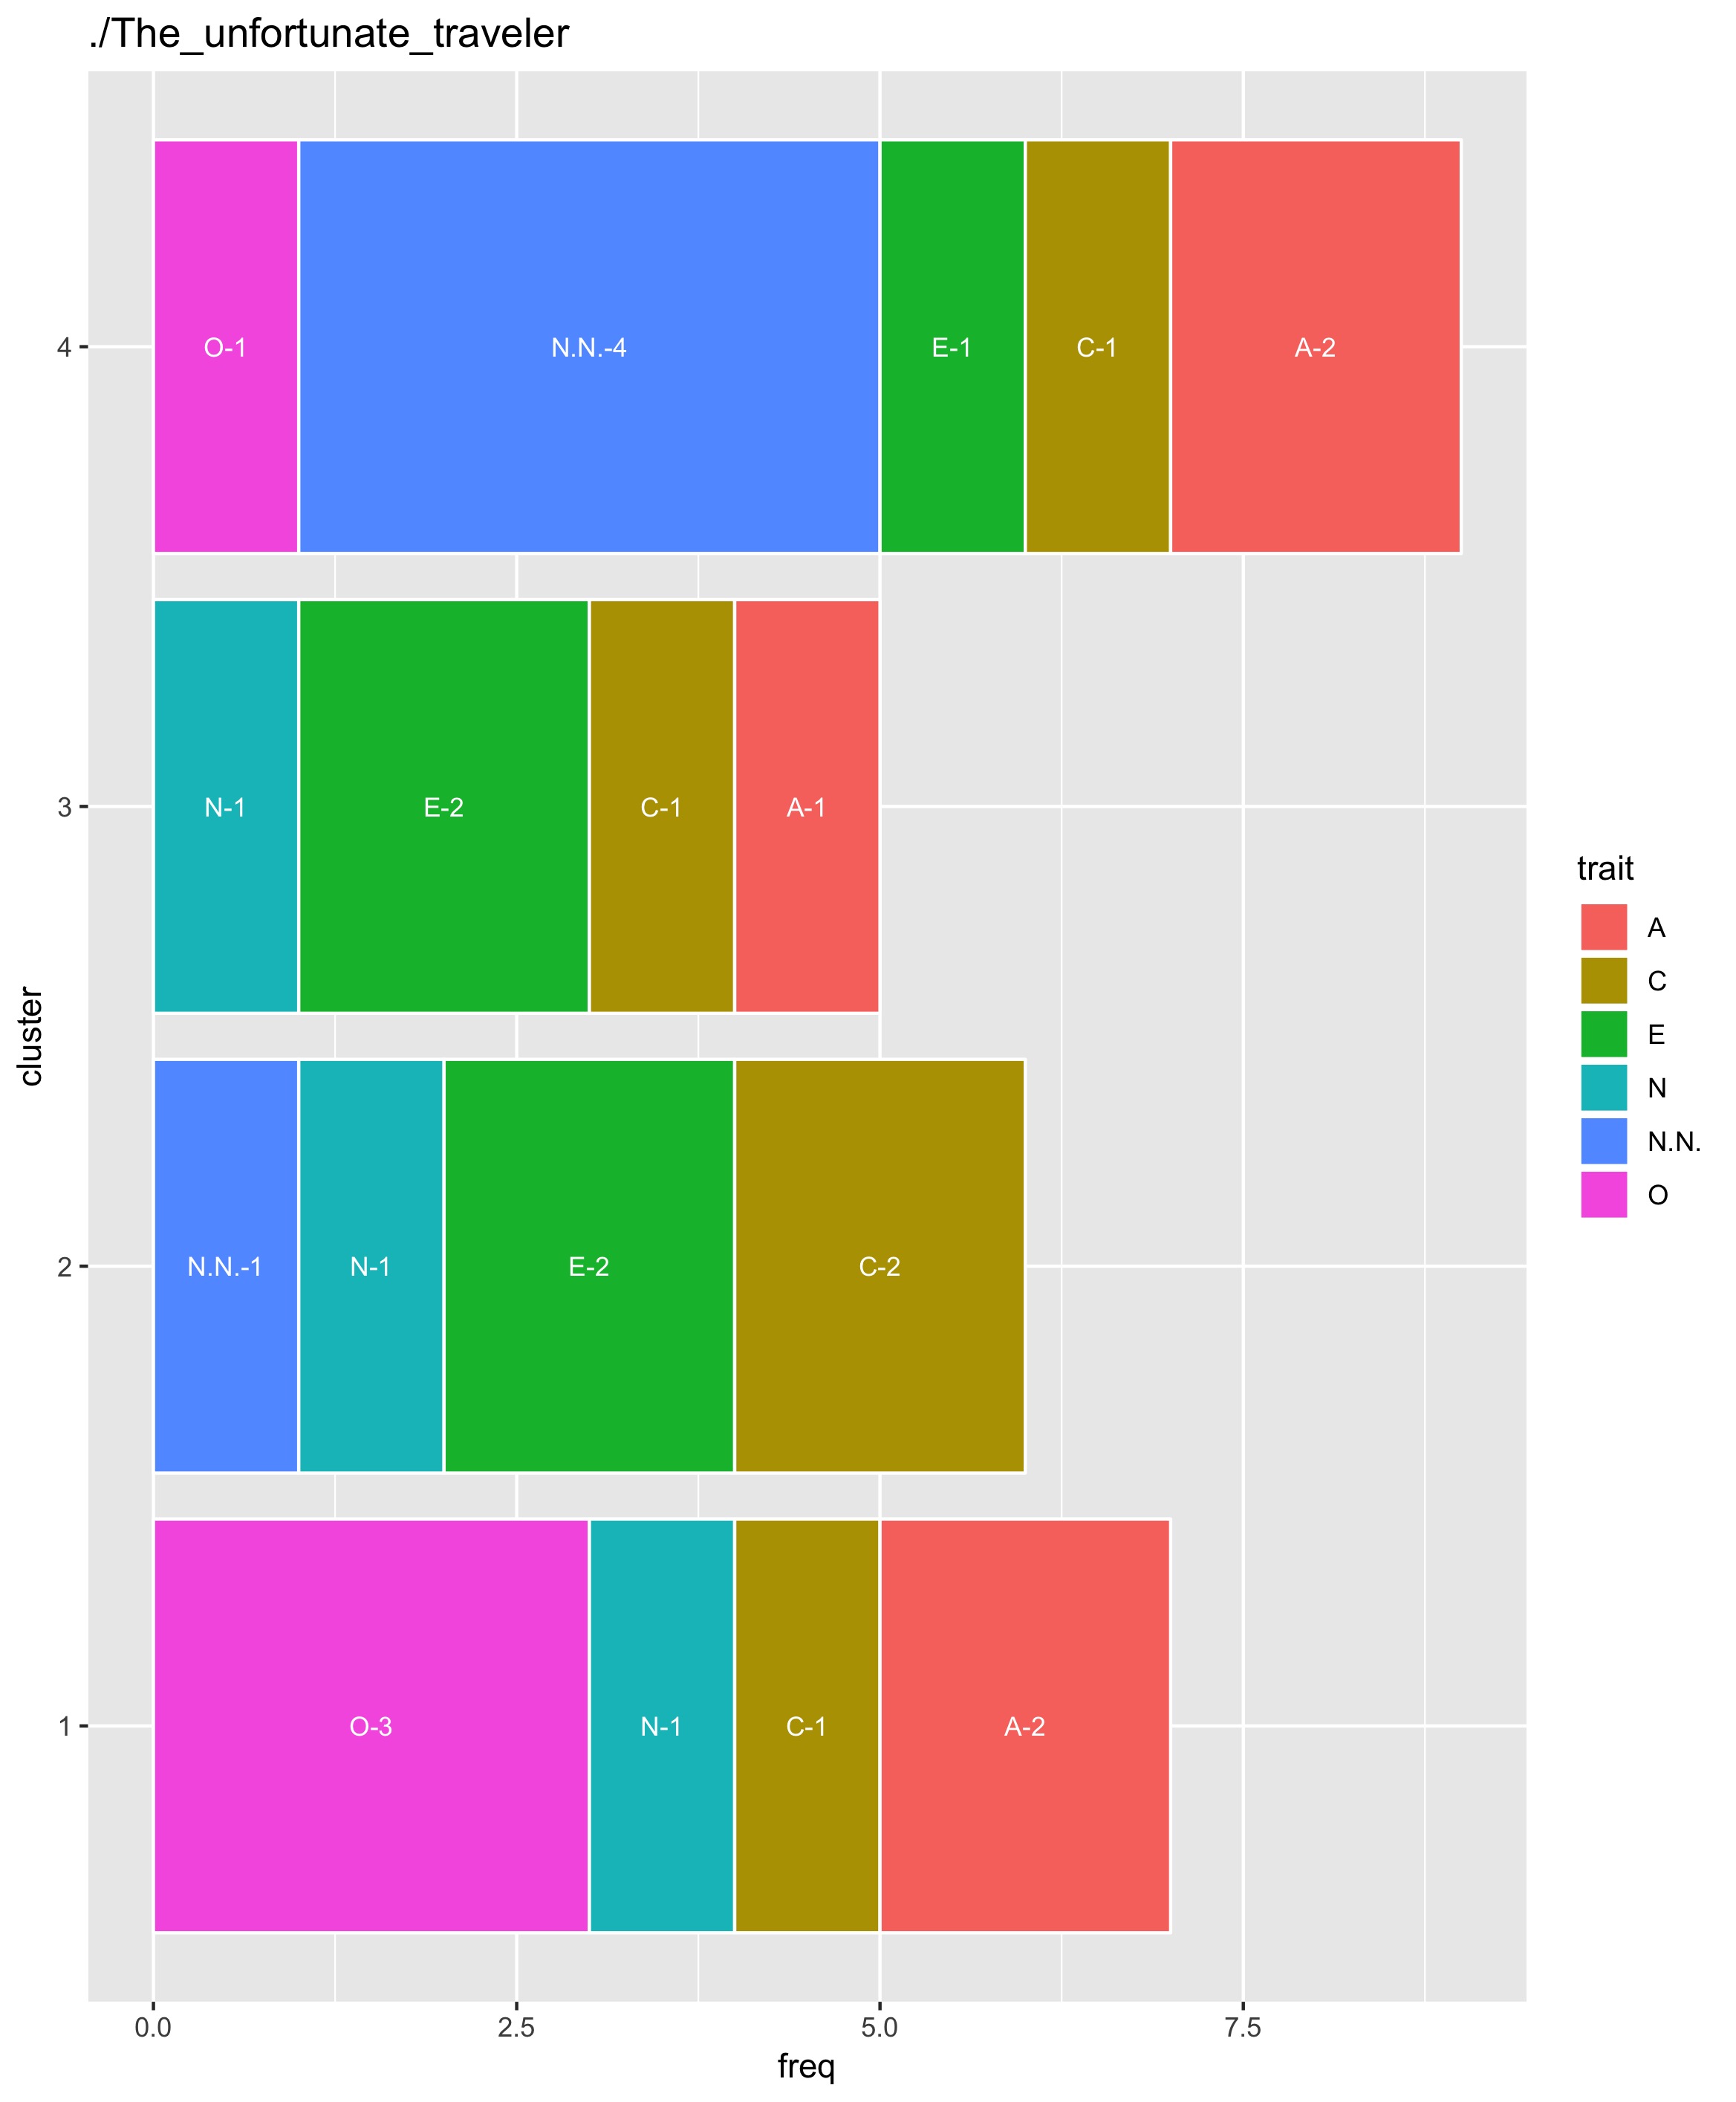 ./The_unfortunate_traveler
4
O-1 N.N.-4 E-1 C-1 A-2
3
N-1 E-2 C-1 A-1
2
N.N.-1 N-1 E-2 C-2
1
O-3 N-1 C-1 A-2
cluster
0.0 2.5 5.0 7.5
freq
trait
A
C
E
N
N.N.
O